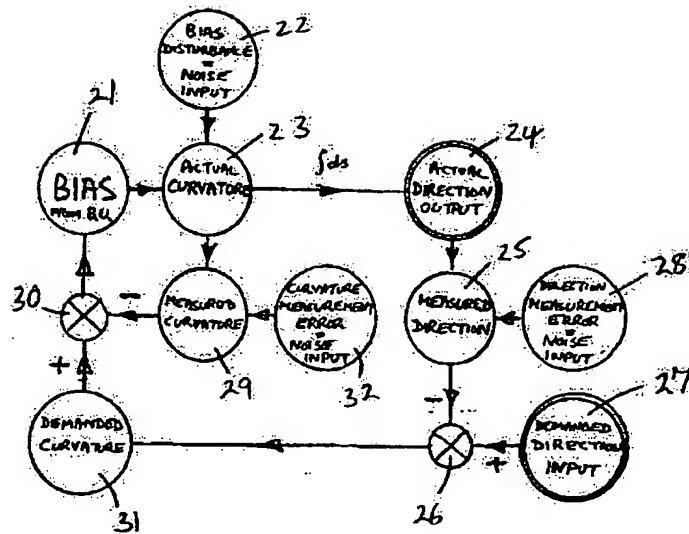 22
BIAS
DISTURBANCE
=
NOISE
INPUT
21
23
24
BIAS
FROM B.U.
ACTUAL
CURVATURE
∫ds
ACTUAL
DIRECTION
OUTPUT
25
30
-
MEASURED
CURVATURE
CURVATURE
MEASUREMENT
ERROR
=
NOISE
INPUT
MEASURED
DIRECTION
DIRECTION
MEASUREMENT
ERROR
= NOISE
INPUT
28
+
29
32
-
27
DEMANDED
CURVATURE
+
DEMANDED
DIRECTION
INPUT
31
26